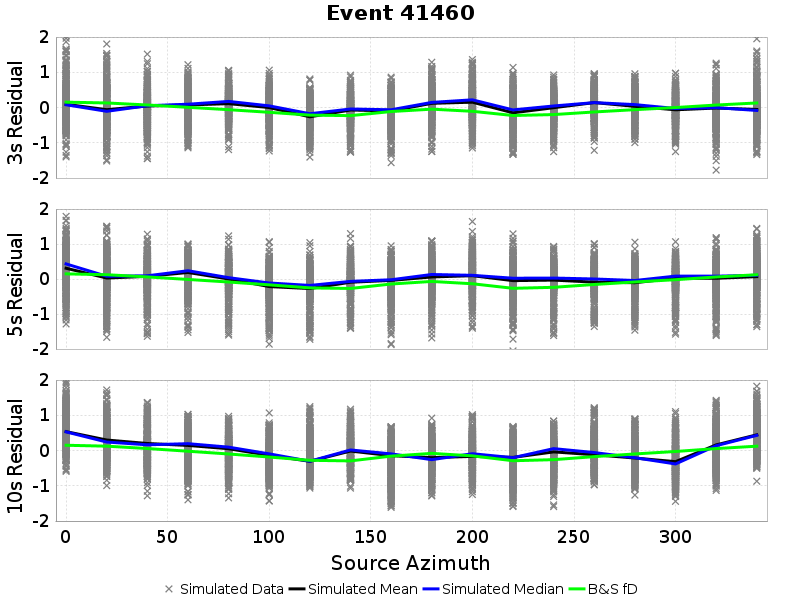 Event 41460
3s Residual
2
1
0
-1
-2
5s Residual
2
1
0
-1
-2
10s Residual
2
1
0
-1
-2
0 50 100 150 200 250 300
Source Azimuth
Simulated Data Simulated Mean Simulated Median B&S fD